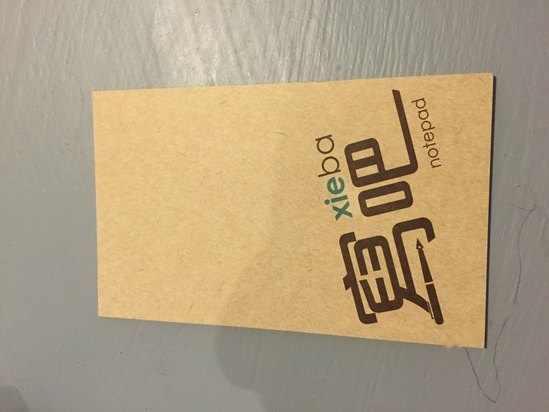 xieba
寫吧
notepad